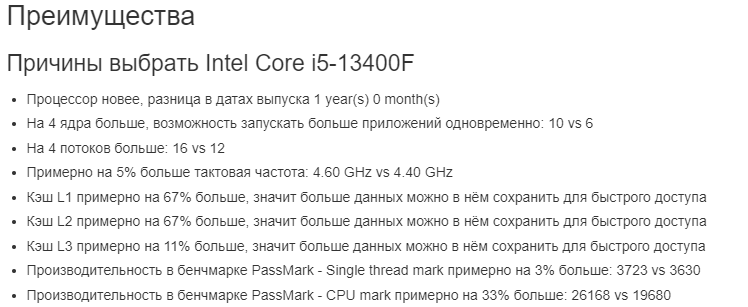 Преимущества
Причины выбрать Intel Core i5-13400F
• Процессор новее, разница в датах выпуска 1 year(s) 0 month(s)
• На 4 ядра больше, возможность запускать больше приложений одновременно: 10 vs 6
• На 4 потоков больше: 16 vs 12
• Примерно на 5% больше тактовая частота: 4.60 GHz vs 4.40 GHz
• Кэш L1 примерно на 67% больше, значит больше данных можно в нём сохранить для быстрого доступа
• Кэш L2 примерно на 67% больше, значит больше данных можно в нём сохранить для быстрого доступа
• Кэш L3 примерно на 11% больше, значит больше данных можно в нём сохранить для быстрого доступа
• Производительность в бенчмарке PassMark - Single thread mark примерно на 3% больше: 3723 vs 3630
• Производительность в бенчмарке PassMark - CPU mark примерно на 33% больше: 26168 vs 19680